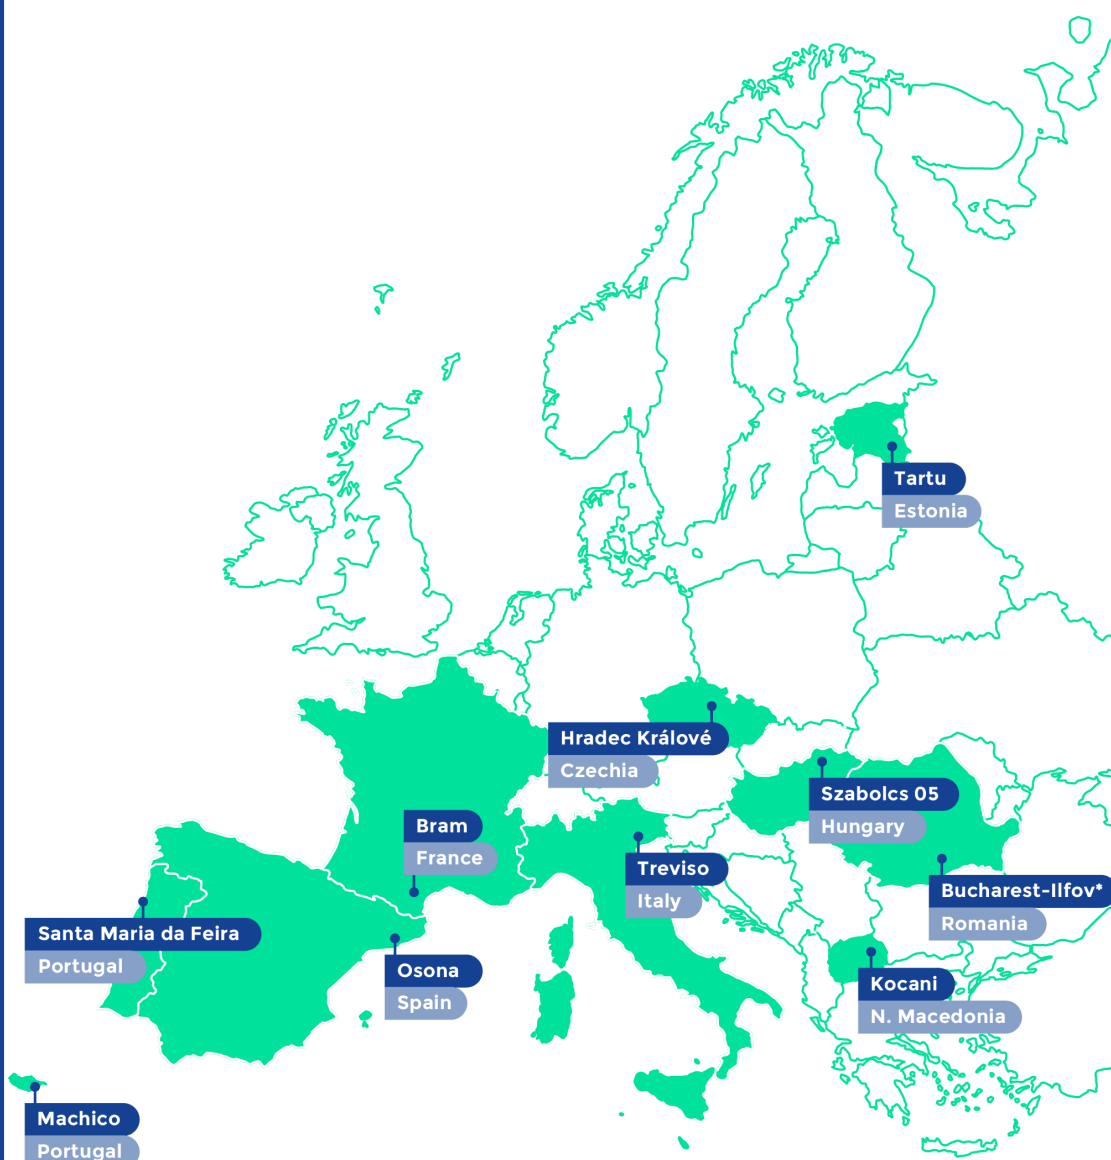 Tartu
Estonia
Hradec Králové
Czechia
Szabolcs 05
Hungary
Bram
France
Treviso
Italy
Bucharest-Ilfov*
Romania
Santa Maria da Feira
Portugal
Osona
Spain
Kocani
N. Macedonia
Machico
Portugal